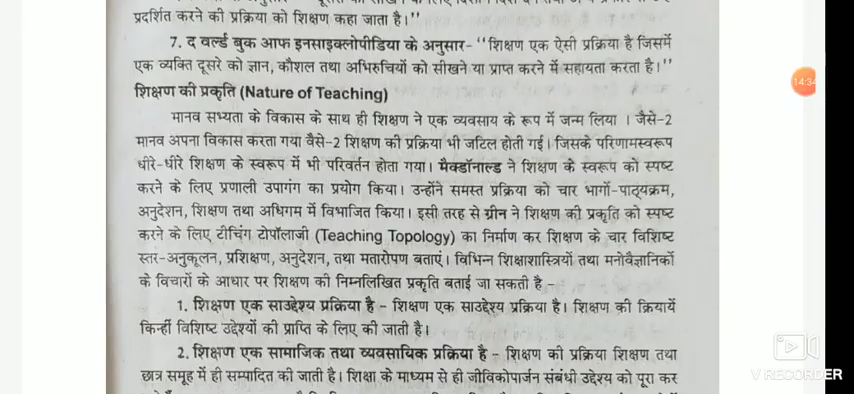 प्रदर्शित करने की प्रक्रिया को शिक्षण कहा जाता है।''
7. द वर्ल्ड बुक आफ इनसाइक्लोपीडिया के अनुसार- ''शिक्षण एक ऐसी प्रक्रिया है जिसमें
एक व्यक्ति दूसरे को ज्ञान, कौशल तथा अभिरुचियों को सीखने या प्राप्त करने में सहायता करता है।''
शिक्षण की प्रकृति (Nature of Teaching)
मानव सभ्यता के विकास के साथ ही शिक्षण ने एक व्यवसाय के रूप में जन्म लिया । जैसे-2
मानव अपना विकास करता गया वैसे-2 शिक्षण की प्रक्रिया भी जटिल होती गई। जिसके परिणामस्वरूप
धीरे-धीरे शिक्षण के स्वरूप में भी परिवर्तन होता गया। मैक्डॉनाल्ड ने शिक्षण के स्वरूप को स्पष्ट
करने के लिए प्रणाली उपागंग का प्रयोग किया। उन्होंने समस्त प्रक्रिया को चार भागों-पाठ्यक्रम,
अनुदेशन, शिक्षण तथा अधिगम में विभाजित किया। इसी तरह से ग्रीन ने शिक्षण की प्रकृति को स्पष्ट
करने के लिए टीचिंग टोपॉलाजी (Teaching Topology) का निर्माण कर शिक्षण के चार विशिष्ट
स्तर-अनुकूलन, प्रशिक्षण, अनुदेशन, तथा मतारोपण बताएं। विभिन्न शिक्षाशास्त्रियों तथा मनोवैज्ञानिकों
के विचारों के आधार पर शिक्षण की निम्नलिखित प्रकृति बताई जा सकती है -
1. शिक्षण एक साउद्देश्य प्रक्रिया है - शिक्षण एक साउद्देश्य प्रक्रिया है। शिक्षण की क्रियायें
किन्हीं विशिष्ट उद्देश्यों की प्राप्ति के लिए की जाती है।
2. शिक्षण एक सामाजिक तथा व्यवसायिक प्रक्रिया है - शिक्षण की प्रक्रिया शिक्षण तथा
छात्र समूह में ही सम्पादित की जाती है। शिक्षा के माध्यम से ही जीविकोपार्जन संबंधी उद्देश्य को पूरा कर
14:34
V RECORDER